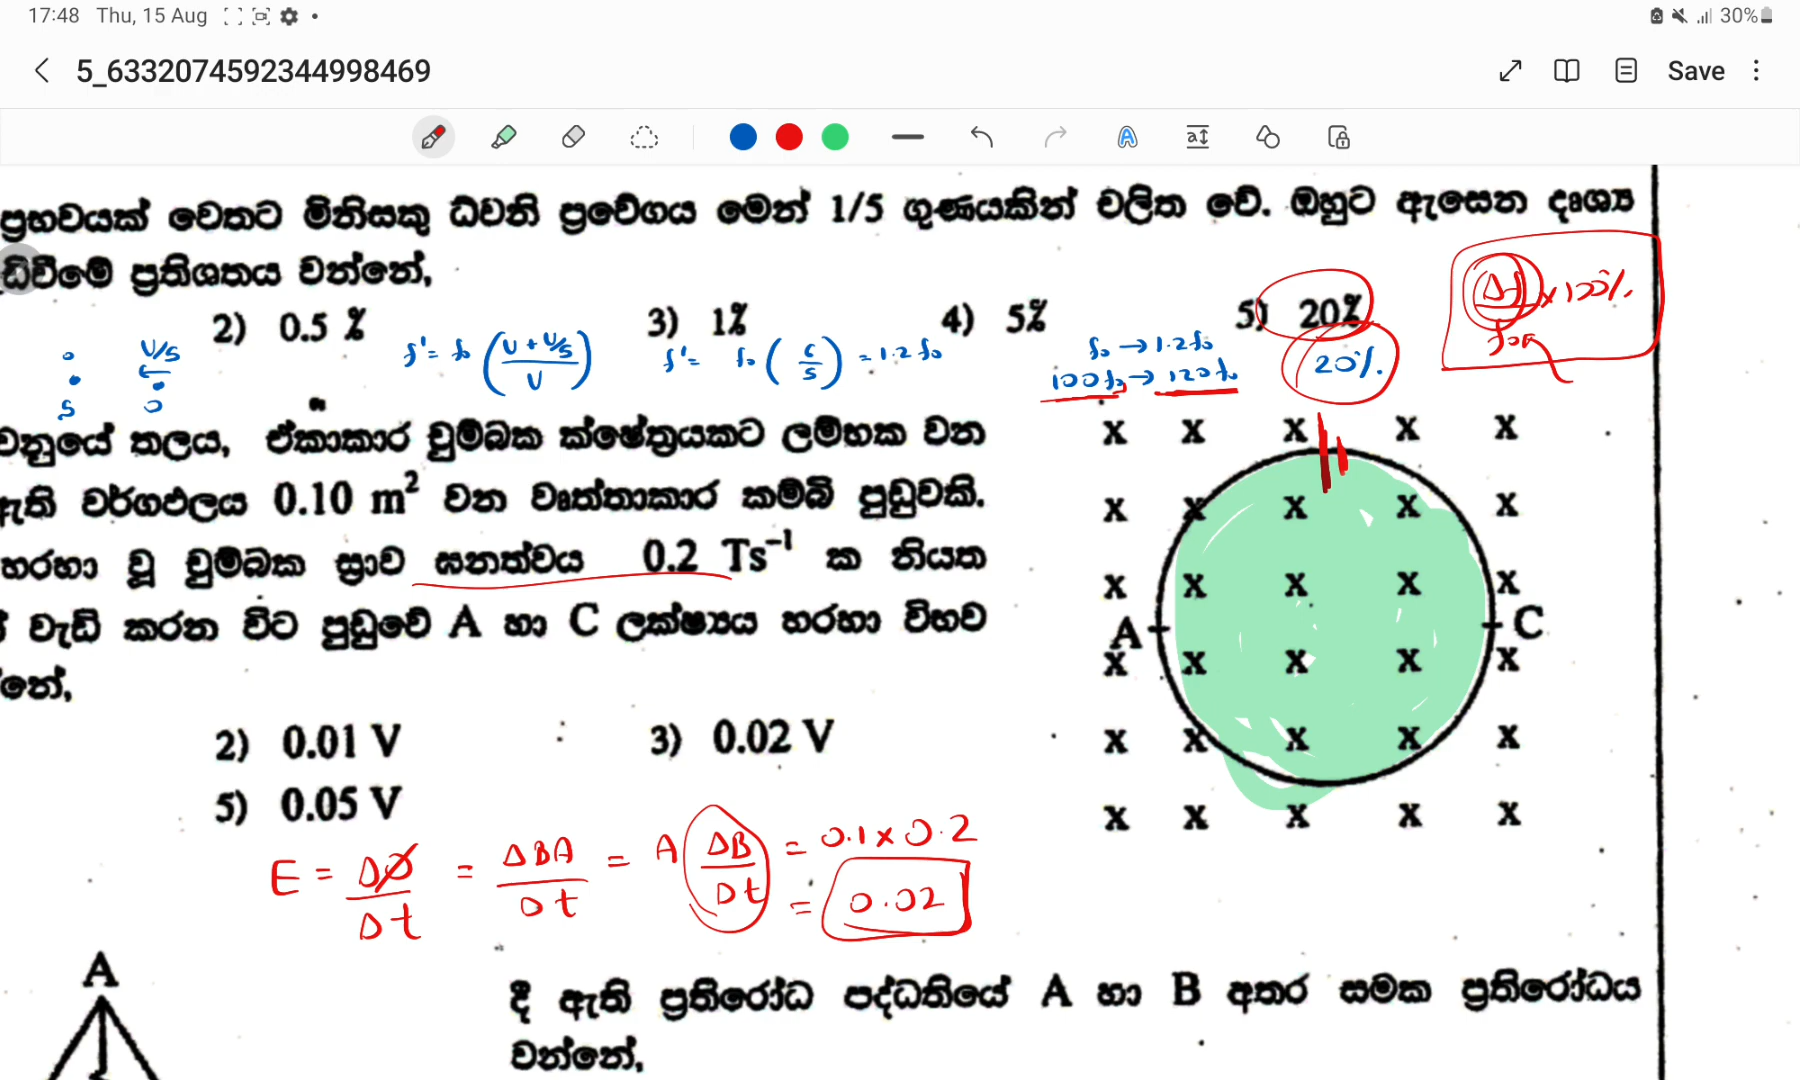 17:48 Thu, 15 Aug
30%
5_6332074592344998469
Save
ප්‍රභවයක් වෙතට මිනිසකු ධ්වනි ප්‍රවේගය මෙන් 1/5 ගුණයකින් චලිත වේ. ඔහුට ඇසෙන දෘශ්‍ය
ඩිවීමේ ප්‍රතිශතය වන්නේ,
2) 0.5 % 3) 1% 4) 5% 5) 20%
× 100%
f' = f₀ (V + V/5 / V) f' = f₀ (6/5) = 1.2 f₀
f₀ → 1.2 f₀
100 f₀ → 120 f₀
20%.
V/5
S O
වනුයේ තලය, ඒකාකාර චුම්බක ක්ෂේත්‍රයකට ලම්භක වන
ඇති වර්ගඵලය 0.10 m² වන වෘත්තාකාර කම්බි පුඩුවකි.
හරහා වූ චුම්බක ස්‍රාව ඝනත්වය 0.2 Ts⁻¹ ක නියත
වැඩි කරන විට පුඩුවේ A හා C ලක්ෂ්‍යය හරහා විභව
නේ,
x x x x x
x x x x x
x x x x x
A C
x x x x x
x x x x x
x x x x x
2) 0.01 V 3) 0.02 V
5) 0.05 V
E = Δφ/Δt = ΔBA/Δt = A ΔB/Δt = 0.1 x 0.2
= 0.02
A
දී ඇති ප්‍රතිරෝධ පද්ධතියේ A හා B අතර සමක ප්‍රතිරෝධය
වන්නේ,